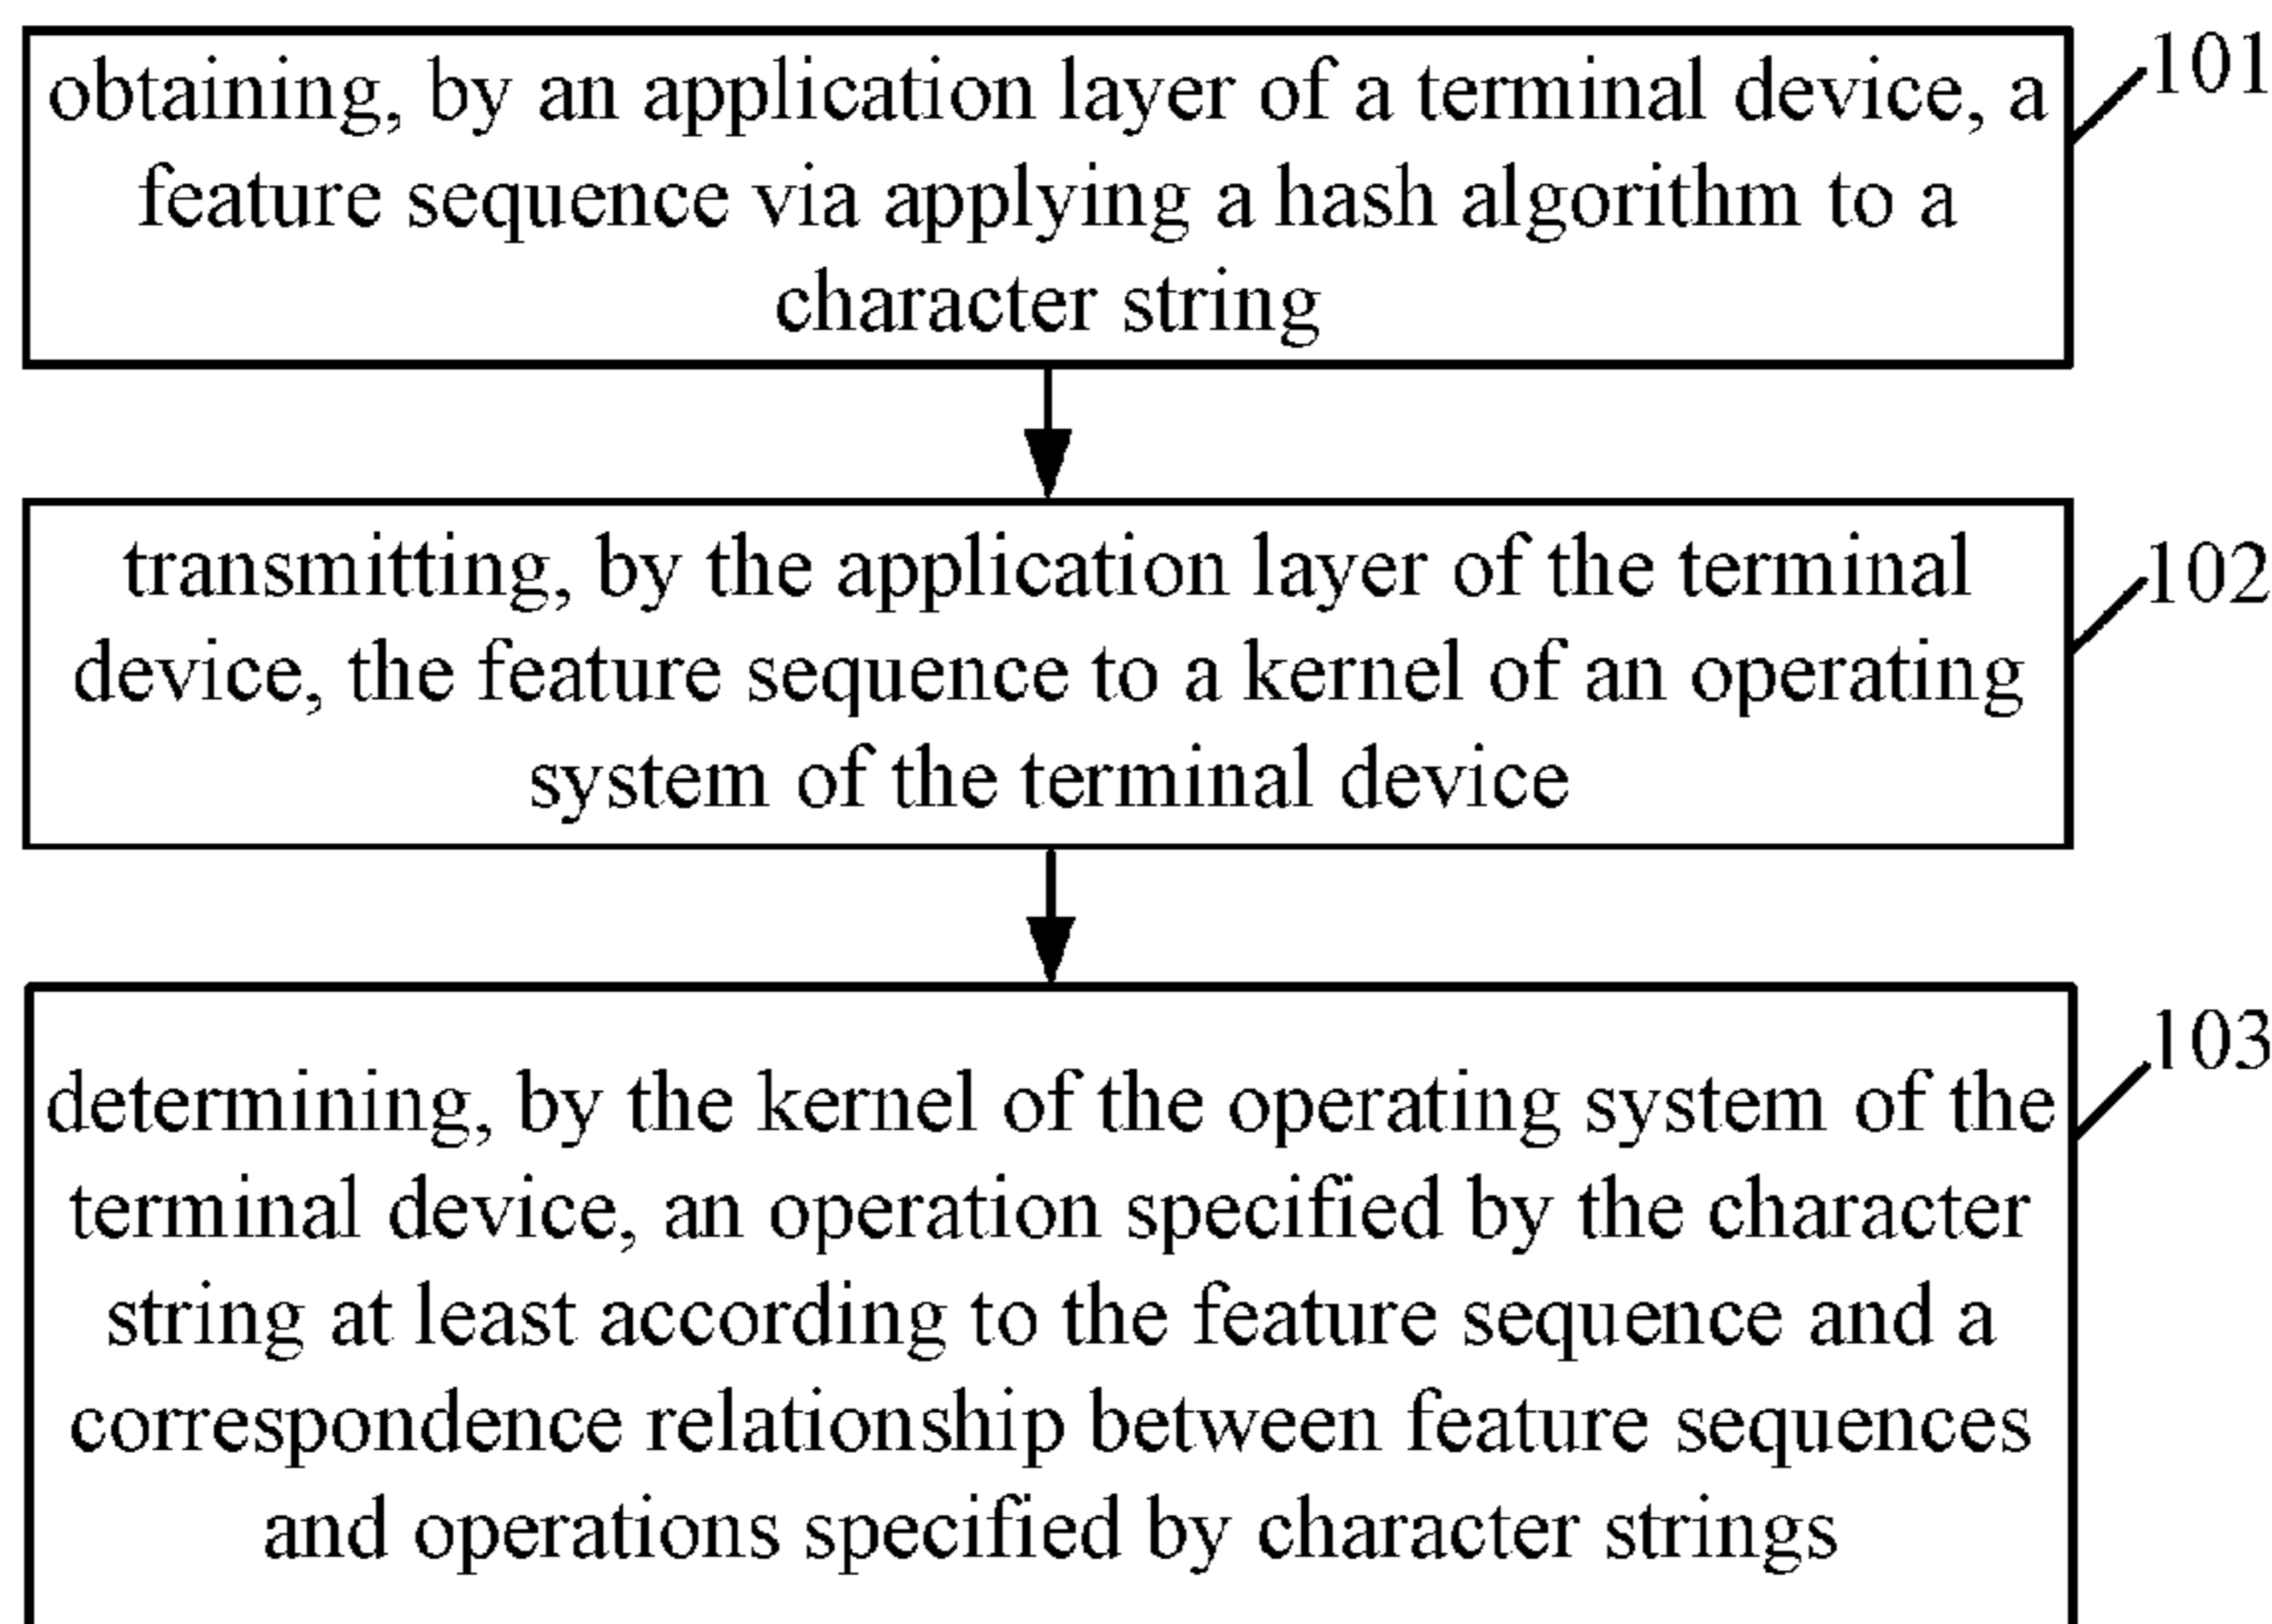 obtaining, by an application layer of a terminal device, a
feature sequence via applying a hash algorithm to a
character string
101
transmitting, by the application layer of the terminal
device, the feature sequence to a kernel of an operating
system of the terminal device
102
determining, by the kernel of the operating system of the
terminal device, an operation specified by the character
string at least according to the feature sequence and a
correspondence relationship between feature sequences
and operations specified by character strings
103